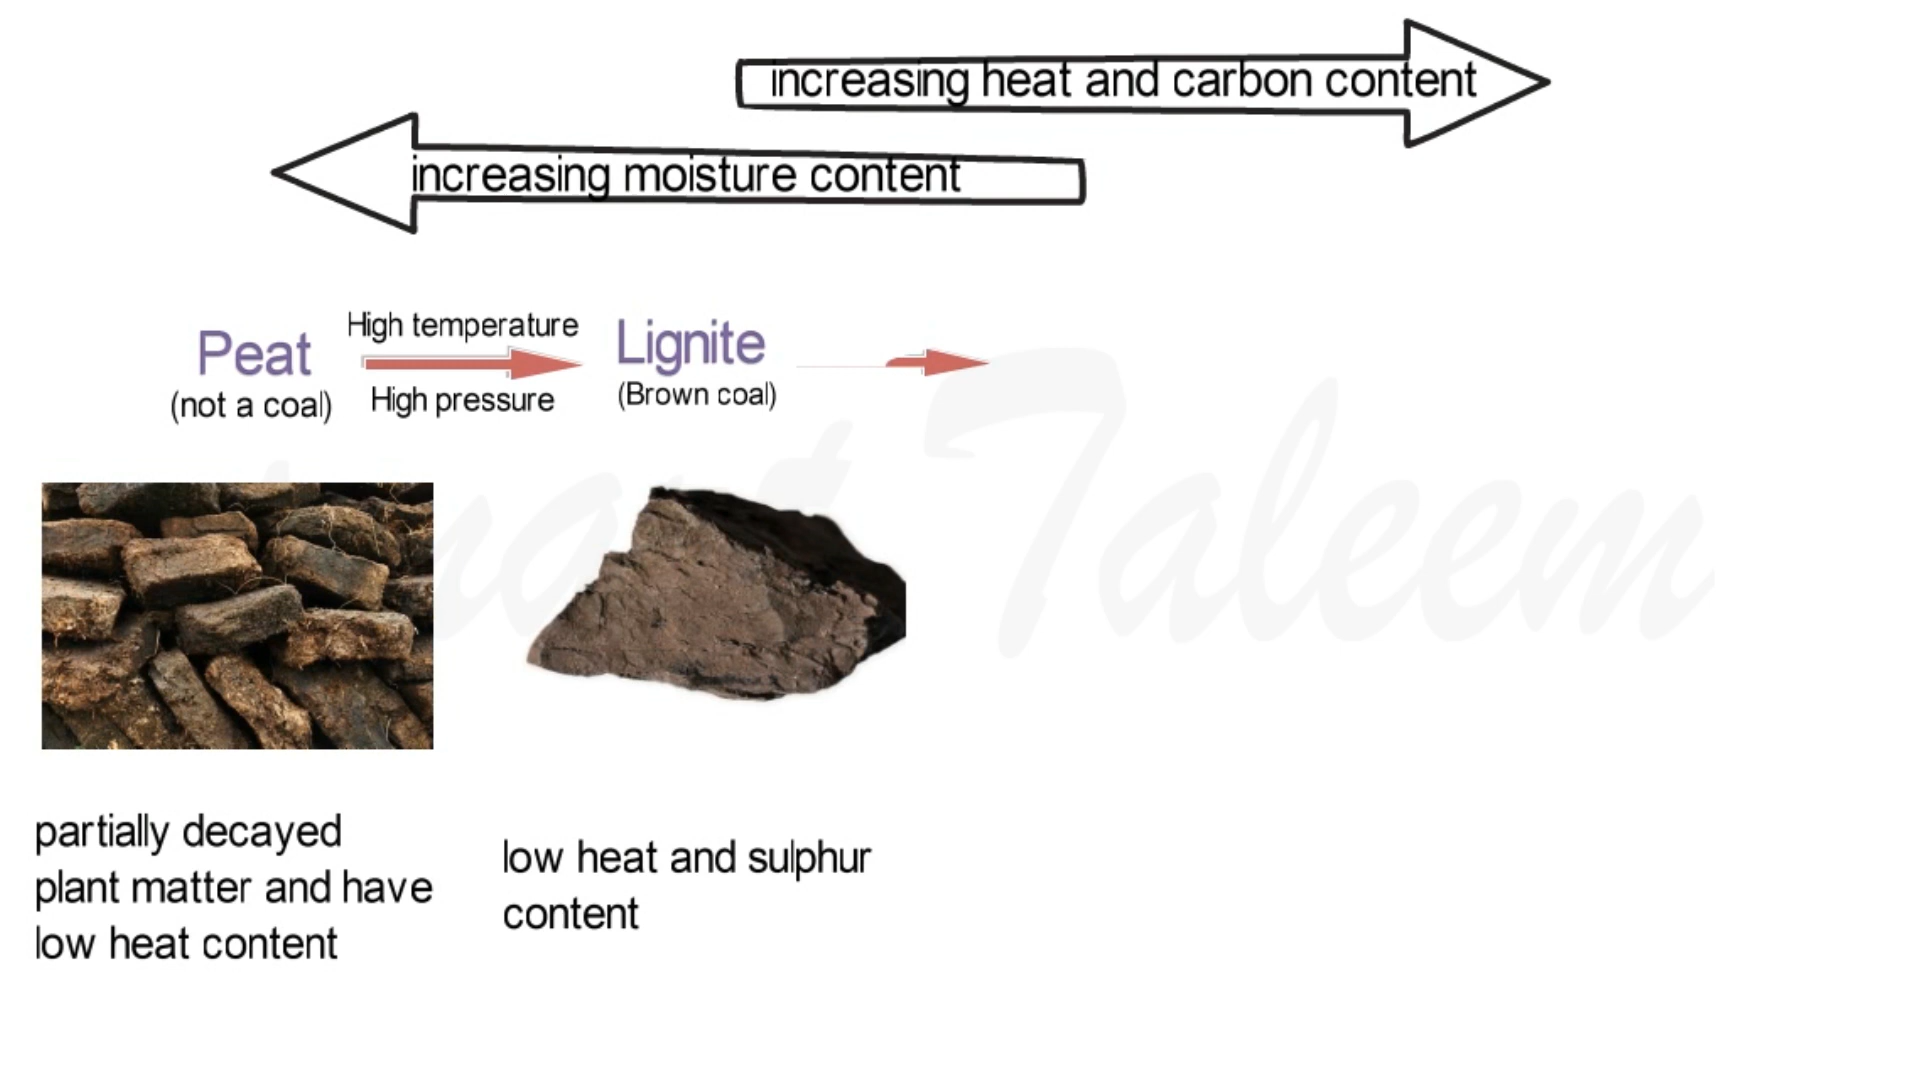 increasing heat and carbon content
increasing moisture content
High temperature
Peat
Lignite
(not a coal)
High pressure
(Brown coal)
Taleem
partially decayed
plant matter and have
low heat content
low heat and sulphur
content